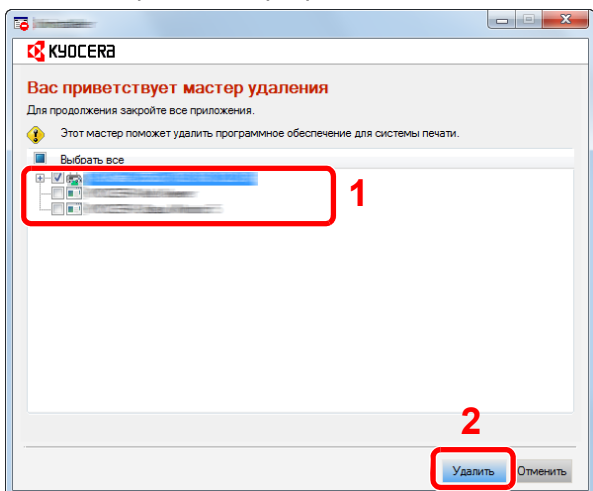 KYOCERA
Вас приветствует мастер удаления
Для продолжения закройте все приложения.
Этот мастер поможет удалить программное обеспечение для системы печати.
Выбрать все
1
2
Удалить Отменить